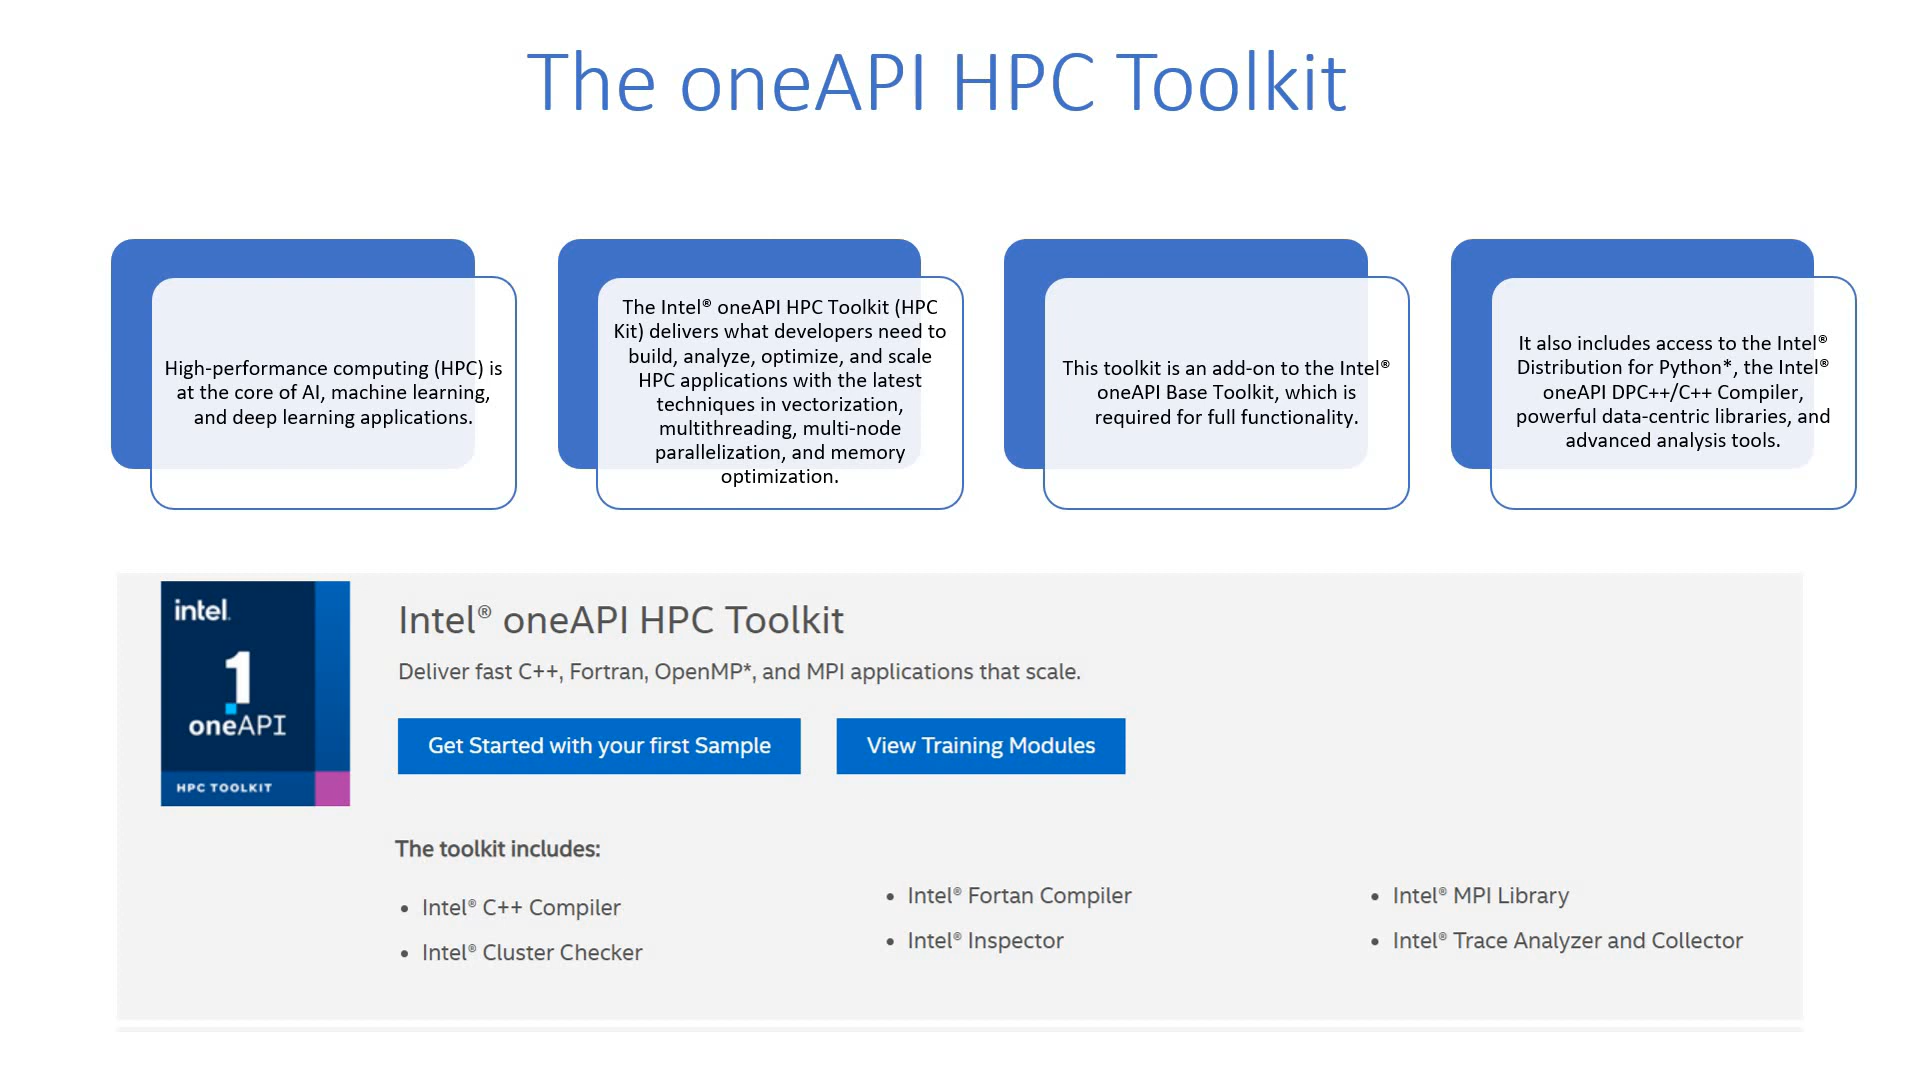 The oneAPI HPC Toolkit
High-performance computing (HPC) is
at the core of AI, machine learning,
and deep learning applications.
The Intel® oneAPI HPC Toolkit (HPC
Kit) delivers what developers need to
build, analyze, optimize, and scale
HPC applications with the latest
techniques in vectorization,
multithreading, multi-node
parallelization, and memory
optimization.
This toolkit is an add-on to the Intel®
oneAPI Base Toolkit, which is
required for full functionality.
It also includes access to the Intel®
Distribution for Python*, the Intel®
oneAPI DPC++/C++ Compiler,
powerful data-centric libraries, and
advanced analysis tools.
intel.
1
oneAPI
HPC TOOLKIT
Intel® oneAPI HPC Toolkit
Deliver fast C++, Fortran, OpenMP*, and MPI applications that scale.
Get Started with your first Sample
View Training Modules
The toolkit includes:
• Intel® C++ Compiler
• Intel® Cluster Checker
• Intel® Fortan Compiler
• Intel® Inspector
• Intel® MPI Library
• Intel® Trace Analyzer and Collector